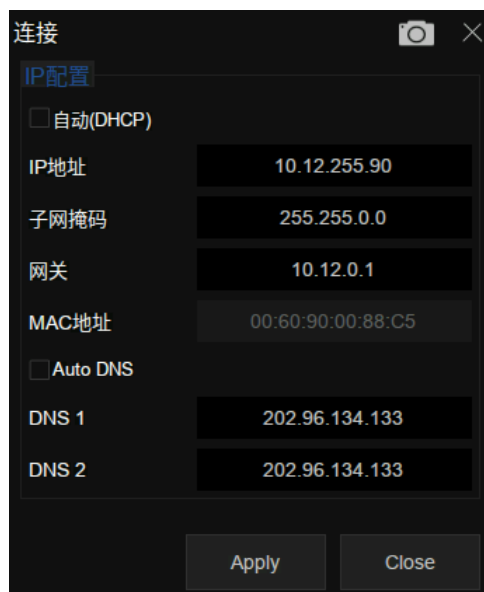 连接
IP配置
自动(DHCP)
IP地址 10.12.255.90
子网掩码 255.255.0.0
网关 10.12.0.1
MAC地址 00:60:90:00:88:C5
Auto DNS
DNS 1 202.96.134.133
DNS 2 202.96.134.133
Apply Close